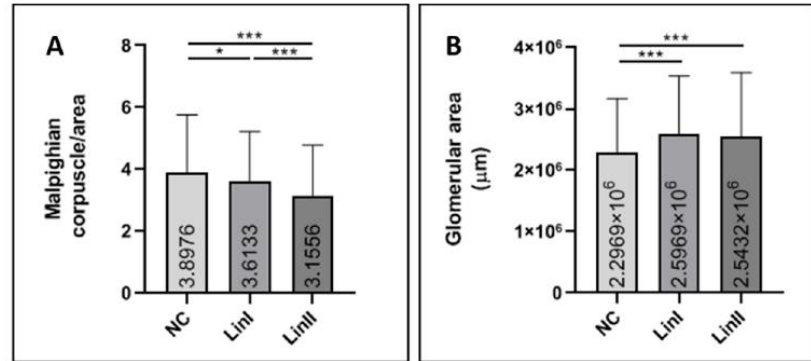 A
Malpighian
corpuscle/area
8
6
4
2
0
***
*
***
3.8976
3.6133
3.1556
NC
LinI
LinII
B
Glomerular area
(μm)
4×10⁶
3×10⁶
2×10⁶
1×10⁶
0
***
***
2.2969×10⁶
2.5969×10⁶
2.5432×10⁶
NC
LinI
LinII